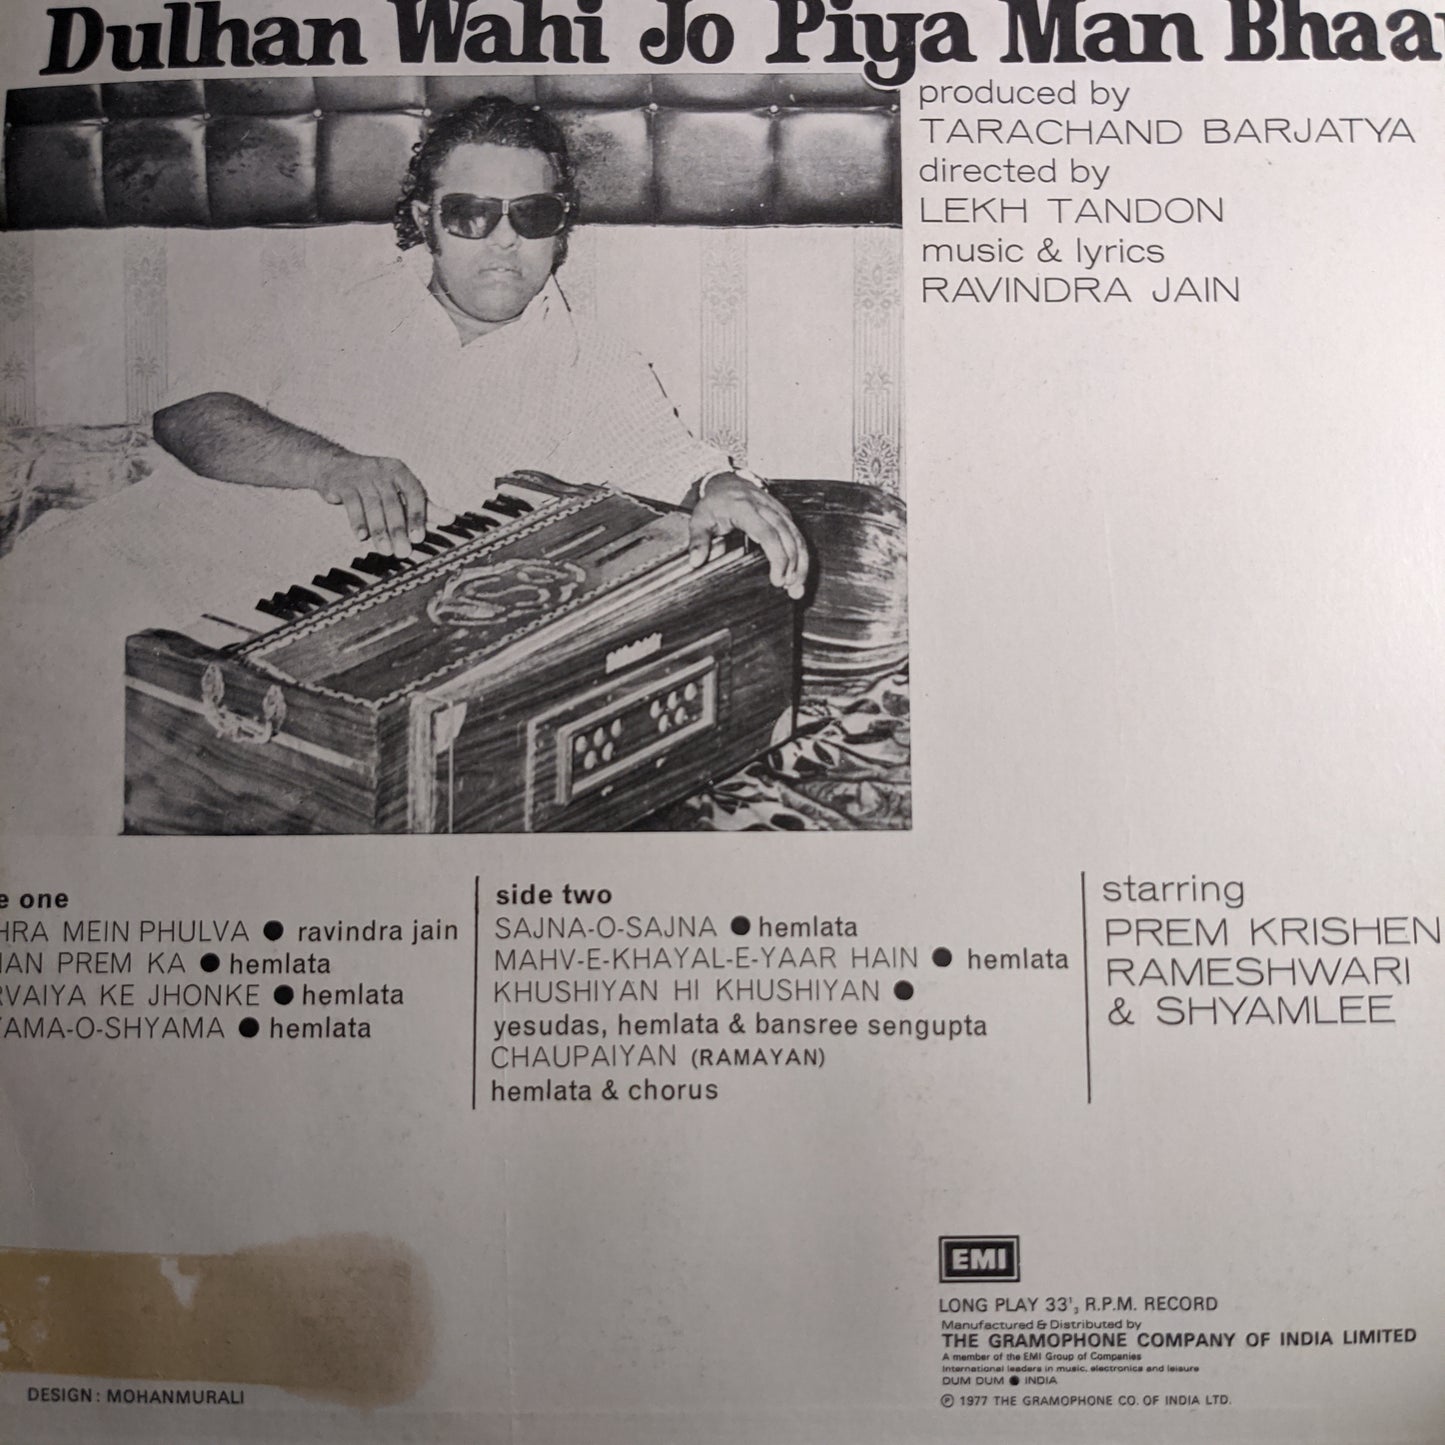 Dulhan Wahi Jo Piya Man Bhaa
produced by
TARACHAND BARJATYA
directed by
LEKH TANDON
music & lyrics
RAVINDRA JAIN
e one
HRA MEIN PHULVA ● ravindra jain
HAN PREM KA ● hemlata
RVAIYA KE JHONKE ● hemlata
YAMA-O-SHYAMA ● hemlata
side two
SAJNA-O-SAJNA ● hemlata
MAHV-E-KHAYAL-E-YAAR HAIN ● hemlata
KHUSHIYAN HI KHUSHIYAN ●
yesudas, hemlata & bansree sengupta
CHAUPAIYAN (RAMAYAN)
hemlata & chorus
starring
PREM KRISHEN
RAMESHWARI
& SHYAMLEE
EMI
LONG PLAY 33⅓ R.P.M. RECORD
Manufactured & Distributed by
THE GRAMOPHONE COMPANY OF INDIA LIMITED
A member of the EMI Group of Companies
International leaders in music, electronics and leisure
DUM DUM ● INDIA
℗ 1977 THE GRAMOPHONE CO. OF INDIA LTD.
DESIGN: MOHANMURALI